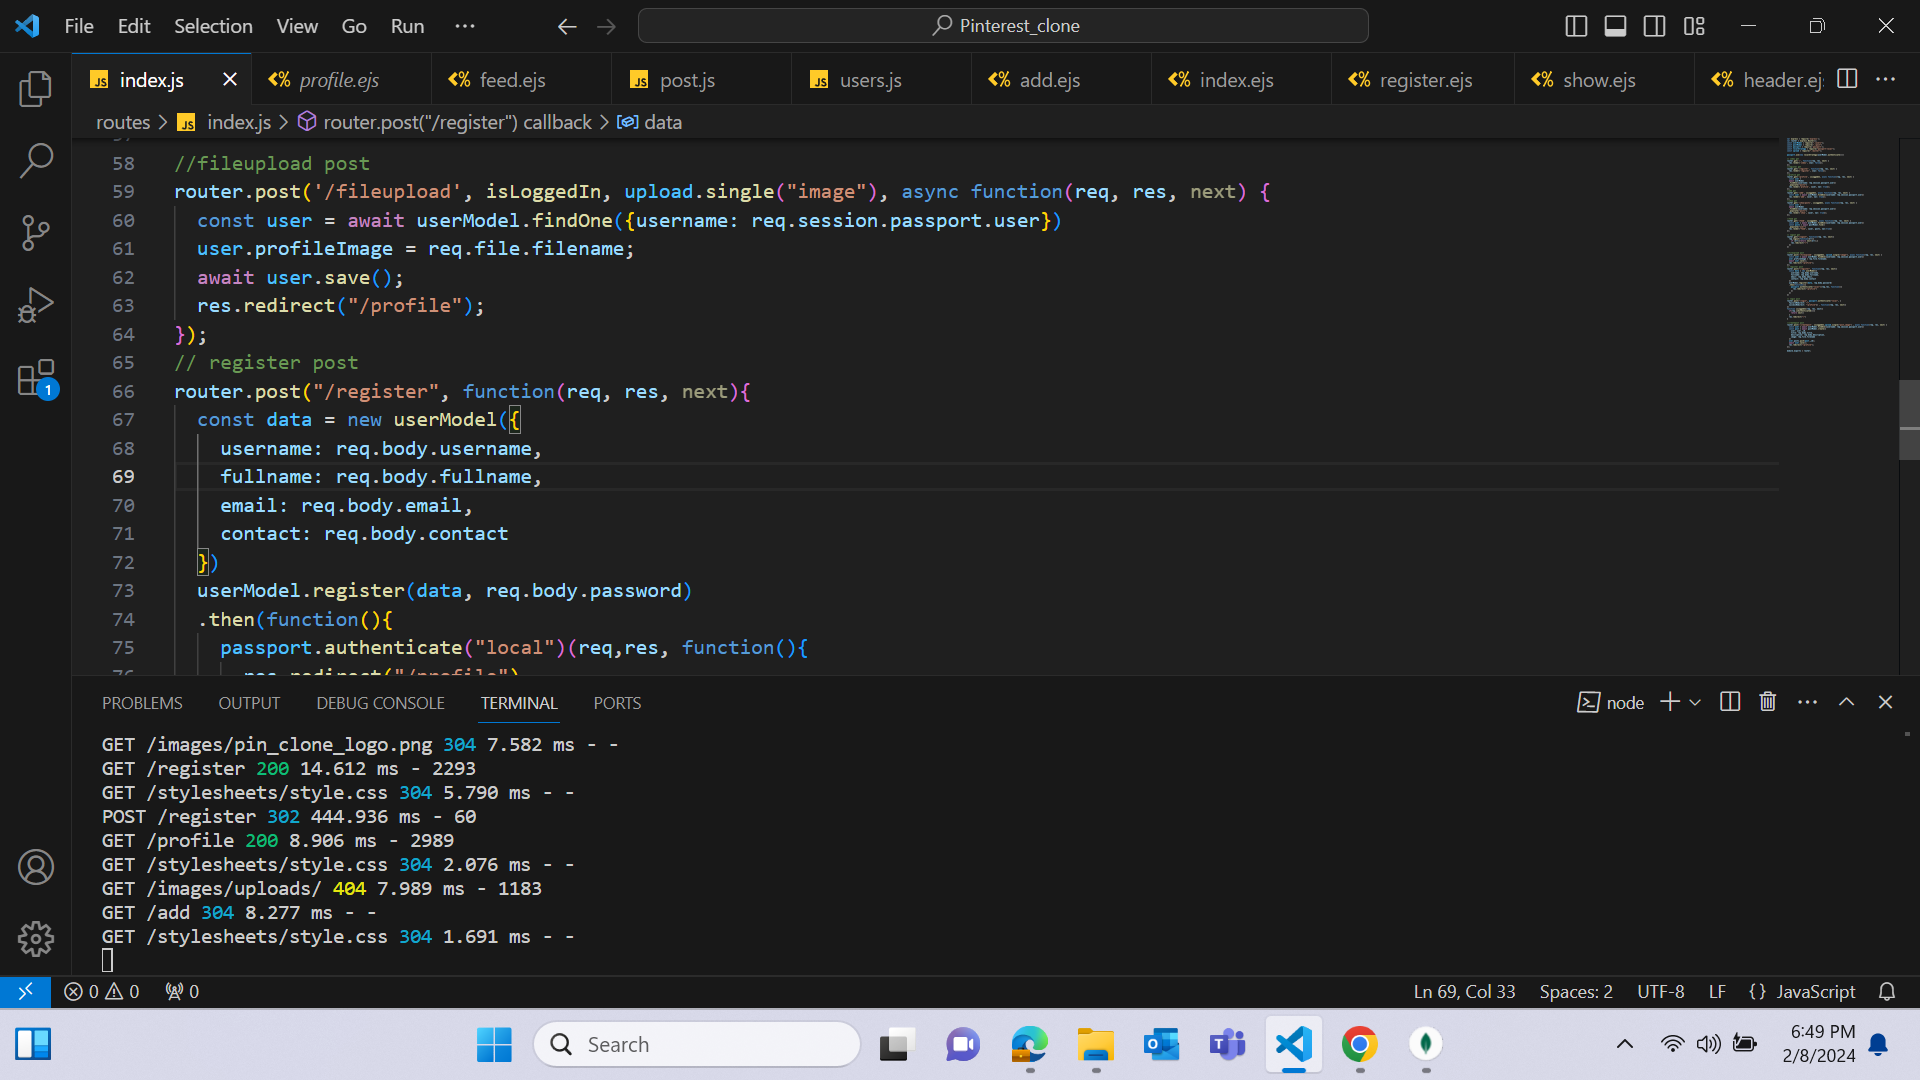 File Edit Selection View Go Run ··· Pinterest_clone
JS index.js profile.ejs feed.ejs JS post.js JS users.js add.ejs index.ejs register.ejs show.ejs header.ej
routes > JS index.js > router.post("/register") callback > data
58 //fileupload post
59 router.post('/fileupload', isLoggedIn, upload.single("image"), async function(req, res, next) {
60 const user = await userModel.findOne({username: req.session.passport.user})
61 user.profileImage = req.file.filename;
62 await user.save();
63 res.redirect("/profile");
64 });
65 // register post
66 router.post("/register", function(req, res, next){
67 const data = new userModel({
68 username: req.body.username,
69 fullname: req.body.fullname,
70 email: req.body.email,
71 contact: req.body.contact
72 })
73 userModel.register(data, req.body.password)
74 .then(function(){
75 passport.authenticate("local")(req,res, function(){
76 res.redirect("/profile")
1
PROBLEMS OUTPUT DEBUG CONSOLE TERMINAL PORTS node
GET /images/pin_clone_logo.png 304 7.582 ms - -
GET /register 200 14.612 ms - 2293
GET /stylesheets/style.css 304 5.790 ms - -
POST /register 302 444.936 ms - 60
GET /profile 200 8.906 ms - 2989
GET /stylesheets/style.css 304 2.076 ms - -
GET /images/uploads/ 404 7.989 ms - 1183
GET /add 304 8.277 ms - -
GET /stylesheets/style.css 304 1.691 ms - -
0 0 0 Ln 69, Col 33 Spaces: 2 UTF-8 LF {} JavaScript
Search 6:49 PM
2/8/2024